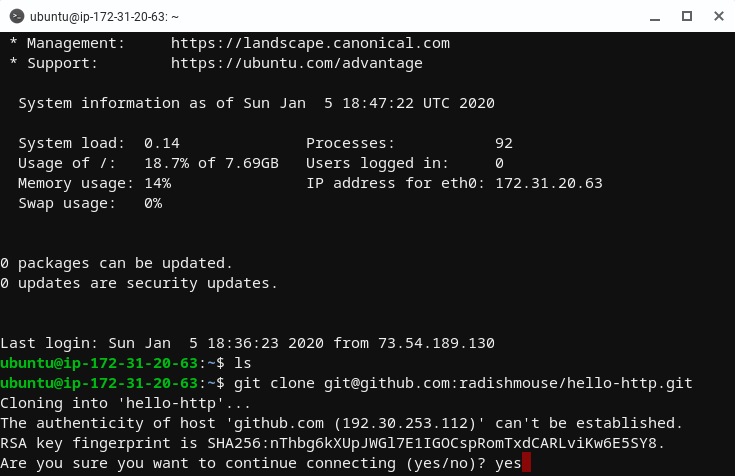 ubuntu@ip-172-31-20-63: ~
* Management:     https://landscape.canonical.com
* Support:        https://ubuntu.com/advantage
System information as of Sun Jan  5 18:47:22 UTC 2020
System load:  0.14              Processes:           92
Usage of /:   18.7% of 7.69GB   Users logged in:     0
Memory usage: 14%               IP address for eth0: 172.31.20.63
Swap usage:   0%
0 packages can be updated.
0 updates are security updates.
Last login: Sun Jan  5 18:36:23 2020 from 73.54.189.130
ubuntu@ip-172-31-20-63:~$ ls
ubuntu@ip-172-31-20-63:~$ git clone git@github.com:radishmouse/hello-http.git
Cloning into 'hello-http'...
The authenticity of host 'github.com (192.30.253.112)' can't be established.
RSA key fingerprint is SHA256:nThbg6kXUpJWGl7E1IGOCspRomTxdCARLviKw6E5SY8.
Are you sure you want to continue connecting (yes/no)? yes